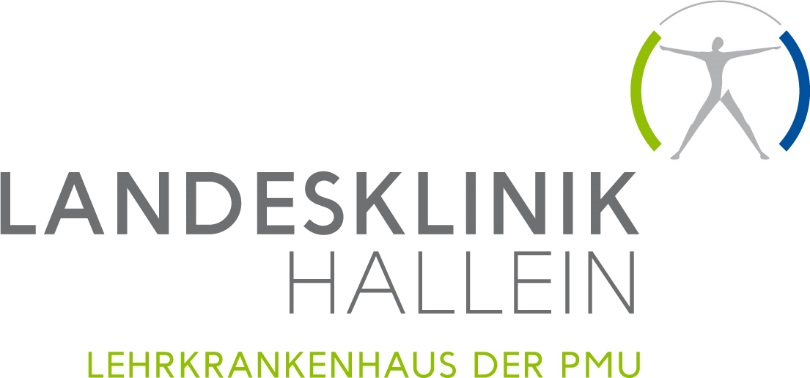 LANDESKLINIK
HALLEIN
LEHRKRANKENHAUS DER PMU